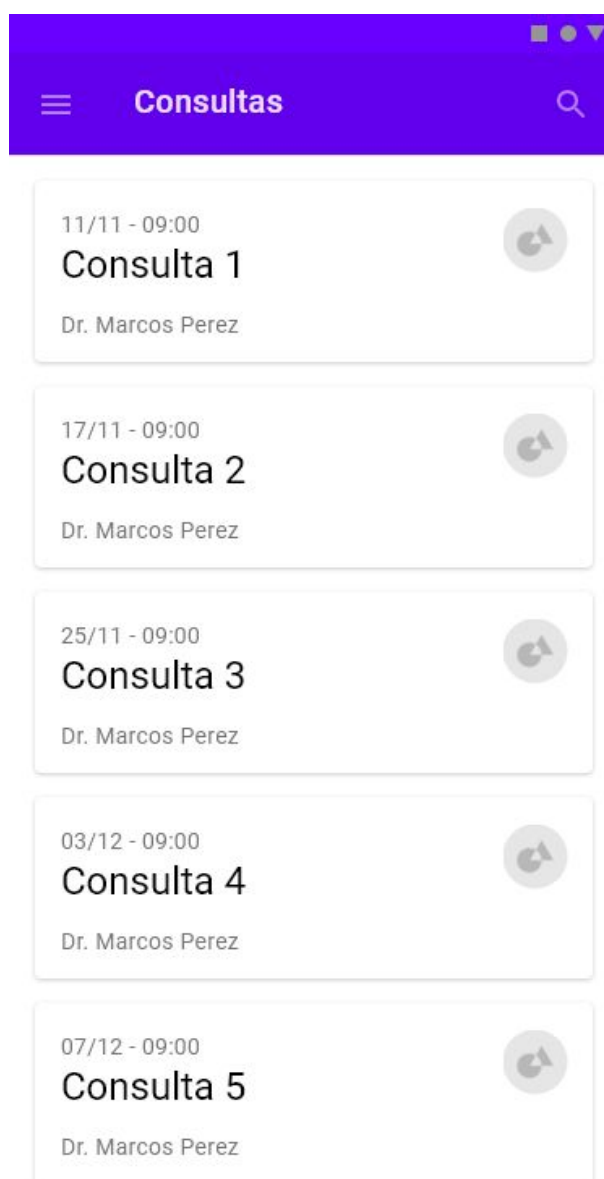 Consultas
11/11 - 09:00
Consulta 1
Dr. Marcos Perez
17/11 - 09:00
Consulta 2
Dr. Marcos Perez
25/11 - 09:00
Consulta 3
Dr. Marcos Perez
03/12 - 09:00
Consulta 4
Dr. Marcos Perez
07/12 - 09:00
Consulta 5
Dr. Marcos Perez